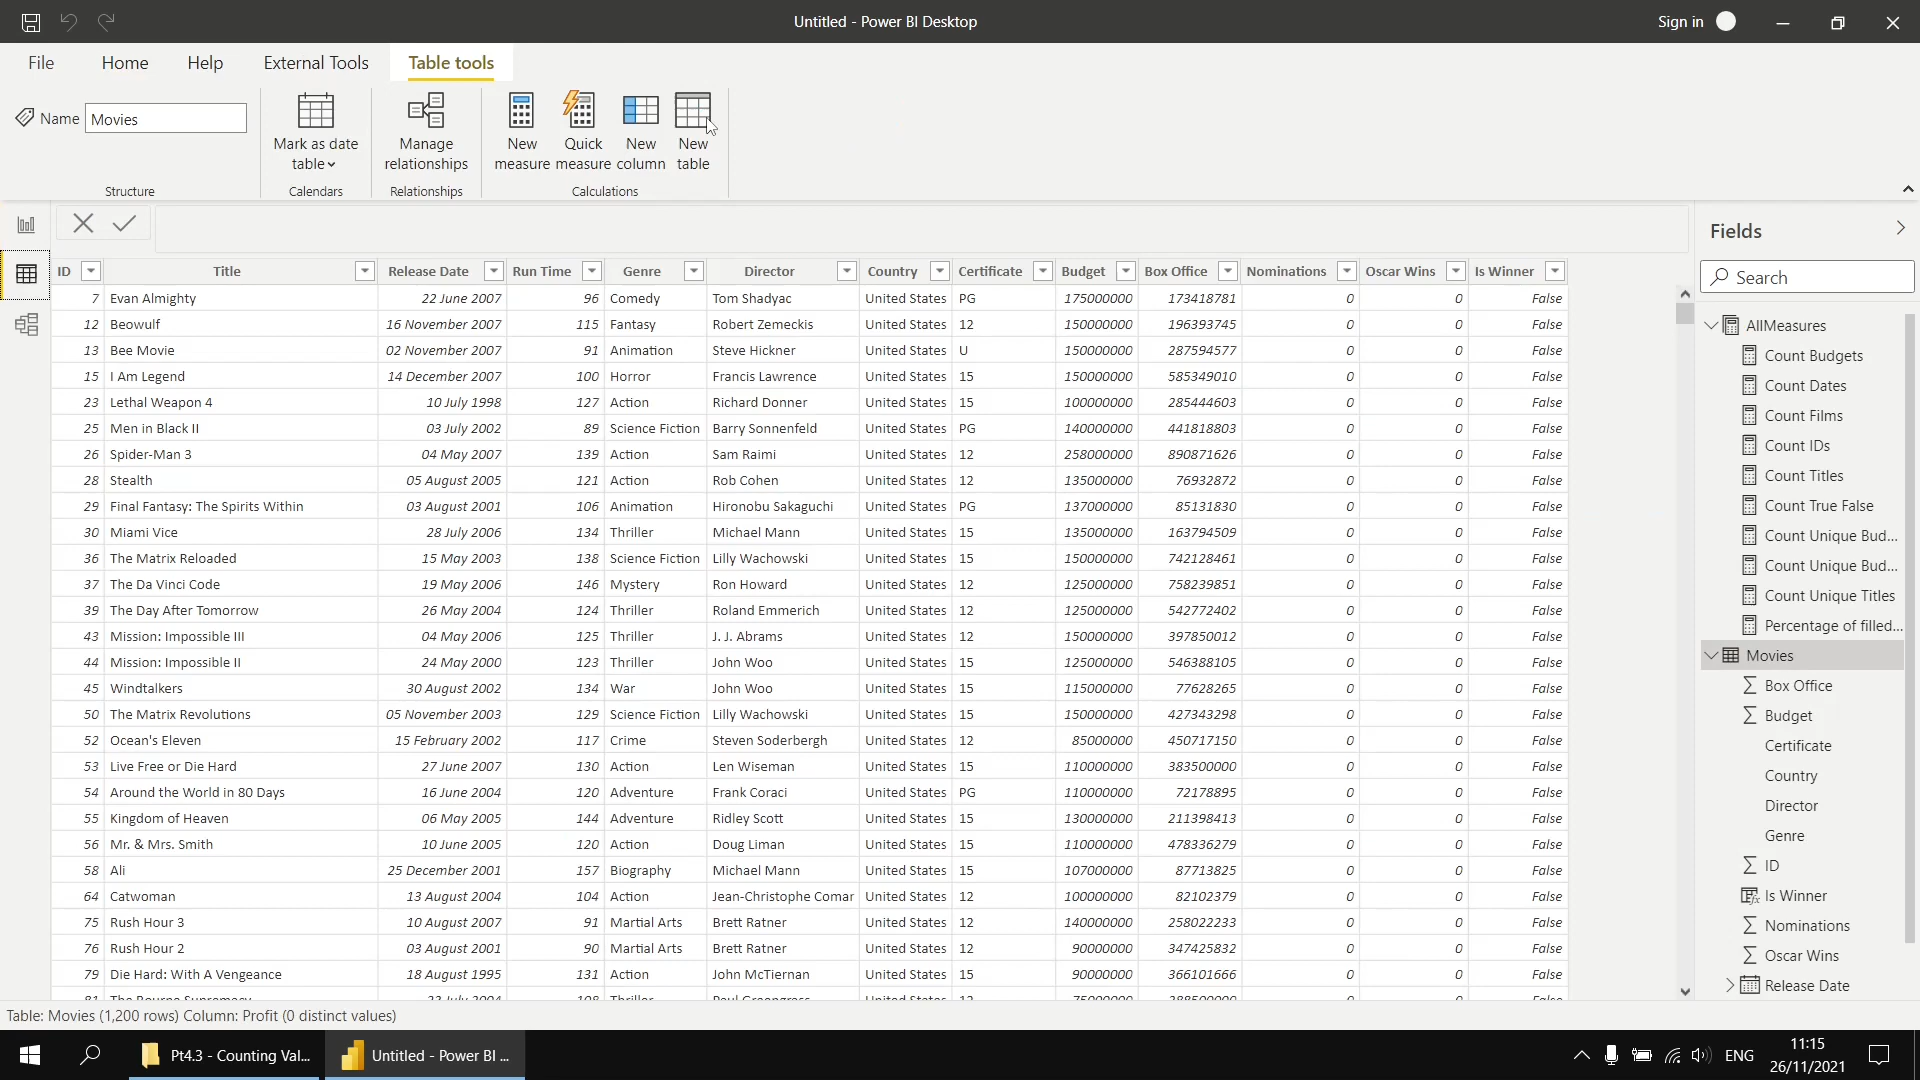 Untitled - Power BI Desktop
Sign in
File Home Help External Tools Table tools
Name Movies
Mark as date table
Manage relationships
New measure
Quick measure
New column
New table
Structure Calendars Relationships Calculations
Fields
Search
ID Title Release Date Run Time Genre Director Country Certificate Budget Box Office Nominations Oscar Wins Is Winner
7 Evan Almighty 22 June 2007 96 Comedy Tom Shadyac United States PG 175000000 173418781 0 0 False
12 Beowulf 16 November 2007 115 Fantasy Robert Zemeckis United States 12 150000000 196393745 0 0 False
13 Bee Movie 02 November 2007 91 Animation Steve Hickner United States U 150000000 287594577 0 0 False
15 I Am Legend 14 December 2007 100 Horror Francis Lawrence United States 15 150000000 585349010 0 0 False
23 Lethal Weapon 4 10 July 1998 127 Action Richard Donner United States 15 100000000 285444603 0 0 False
25 Men in Black II 03 July 2002 89 Science Fiction Barry Sonnenfeld United States PG 140000000 441818803 0 0 False
26 Spider-Man 3 04 May 2007 139 Action Sam Raimi United States 12 258000000 890871626 0 0 False
28 Stealth 05 August 2005 121 Action Rob Cohen United States 12 135000000 76932872 0 0 False
29 Final Fantasy: The Spirits Within 03 August 2001 106 Animation Hironobu Sakaguchi United States PG 137000000 85131830 0 0 False
30 Miami Vice 28 July 2006 134 Thriller Michael Mann United States 15 135000000 163794509 0 0 False
36 The Matrix Reloaded 15 May 2003 138 Science Fiction Lilly Wachowski United States 15 150000000 742128461 0 0 False
37 The Da Vinci Code 19 May 2006 146 Mystery Ron Howard United States 12 125000000 758239851 0 0 False
39 The Day After Tomorrow 26 May 2004 124 Thriller Roland Emmerich United States 12 125000000 542772402 0 0 False
43 Mission: Impossible III 04 May 2006 125 Thriller J. J. Abrams United States 12 150000000 397850012 0 0 False
44 Mission: Impossible II 24 May 2000 123 Thriller John Woo United States 15 125000000 546388105 0 0 False
45 Windtalkers 30 August 2002 134 War John Woo United States 15 115000000 77628265 0 0 False
50 The Matrix Revolutions 05 November 2003 129 Science Fiction Lilly Wachowski United States 15 150000000 427343298 0 0 False
52 Ocean's Eleven 15 February 2002 117 Crime Steven Soderbergh United States 12 85000000 450717150 0 0 False
53 Live Free or Die Hard 27 June 2007 130 Action Len Wiseman United States 15 110000000 383500000 0 0 False
54 Around the World in 80 Days 16 June 2004 120 Adventure Frank Coraci United States PG 110000000 72178895 0 0 False
55 Kingdom of Heaven 06 May 2005 144 Adventure Ridley Scott United States 15 130000000 211398413 0 0 False
56 Mr. & Mrs. Smith 10 June 2005 120 Action Doug Liman United States 15 110000000 478336279 0 0 False
58 Ali 25 December 2001 157 Biography Michael Mann United States 15 107000000 87713825 0 0 False
64 Catwoman 13 August 2004 104 Action Jean-Christophe Comar United States 12 100000000 82102379 0 0 False
75 Rush Hour 3 10 August 2007 91 Martial Arts Brett Ratner United States 12 140000000 258022233 0 0 False
76 Rush Hour 2 03 August 2001 90 Martial Arts Brett Ratner United States 12 90000000 347425832 0 0 False
79 Die Hard: With A Vengeance 18 August 1995 131 Action John McTiernan United States 15 90000000 366101666 0 0 False
AllMeasures
Count Budgets
Count Dates
Count Films
Count IDs
Count Titles
Count True False
Count Unique Bud...
Count Unique Bud...
Count Unique Titles
Percentage of filled...
Movies
Box Office
Budget
Certificate
Country
Director
Genre
ID
Is Winner
Nominations
Oscar Wins
Release Date
Table: Movies (1,200 rows) Column: Profit (0 distinct values)
Pt4.3 - Counting Val...
Untitled - Power BI ...
ENG
11:15
26/11/2021